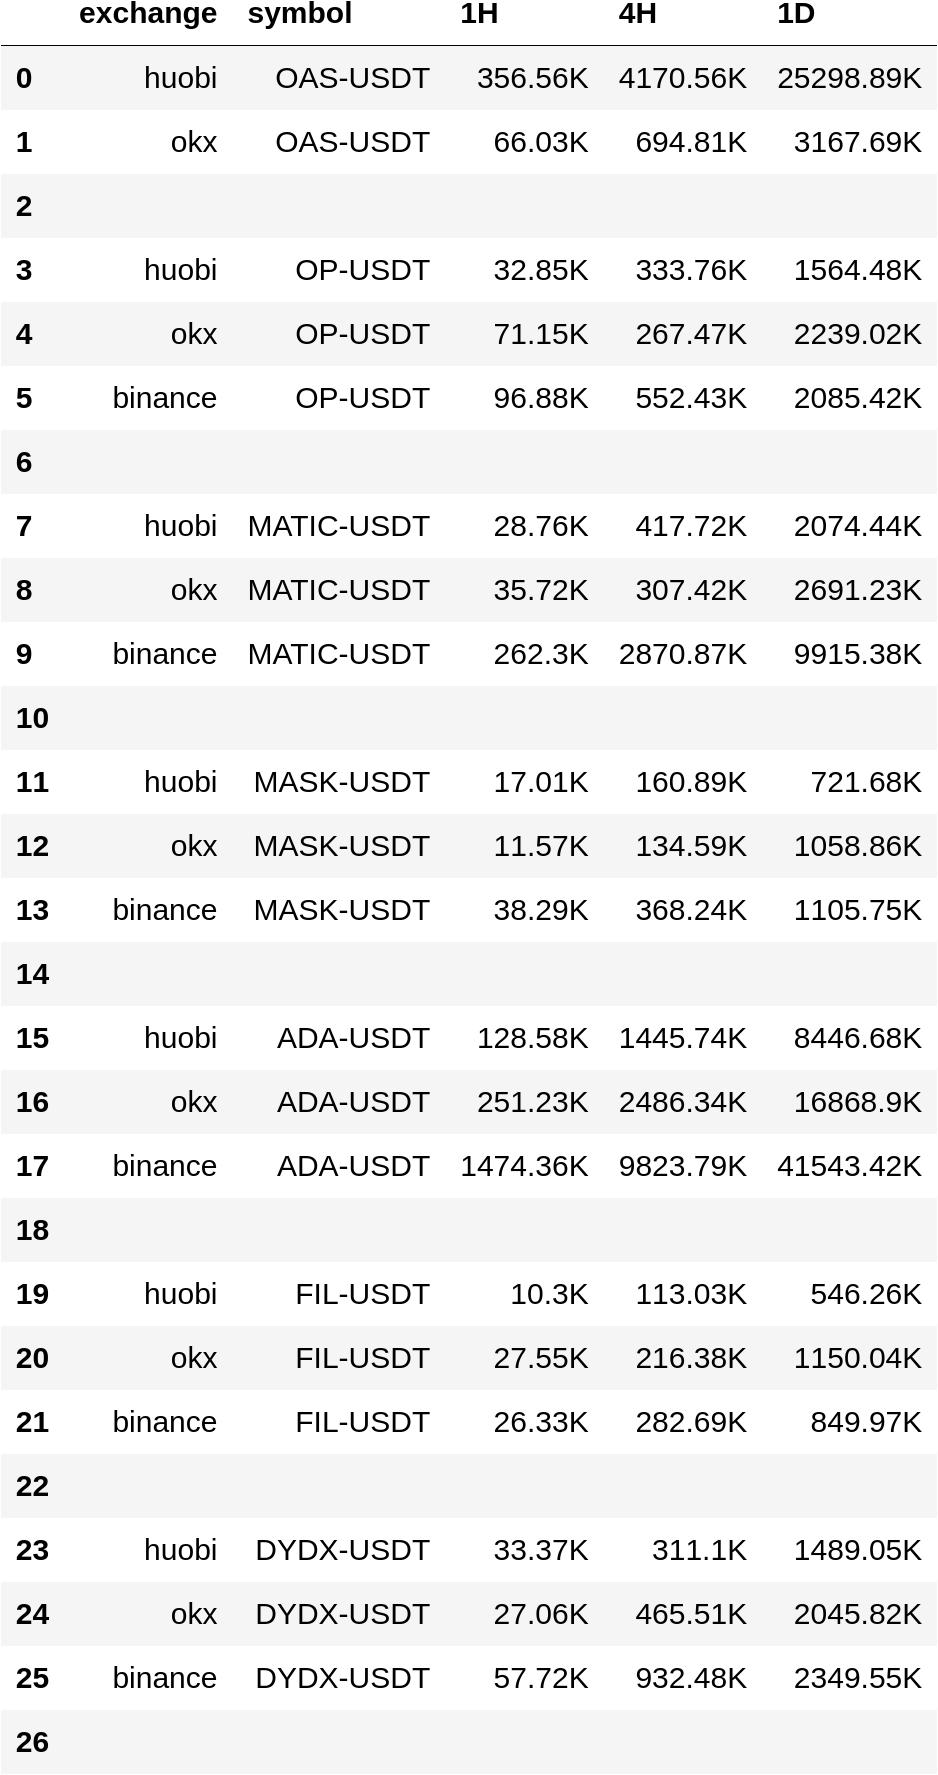 exchange symbol 1H 4H 1D
0 huobi OAS-USDT 356.56K 4170.56K 25298.89K
1 okx OAS-USDT 66.03K 694.81K 3167.69K
2
3 huobi OP-USDT 32.85K 333.76K 1564.48K
4 okx OP-USDT 71.15K 267.47K 2239.02K
5 binance OP-USDT 96.88K 552.43K 2085.42K
6
7 huobi MATIC-USDT 28.76K 417.72K 2074.44K
8 okx MATIC-USDT 35.72K 307.42K 2691.23K
9 binance MATIC-USDT 262.3K 2870.87K 9915.38K
10
11 huobi MASK-USDT 17.01K 160.89K 721.68K
12 okx MASK-USDT 11.57K 134.59K 1058.86K
13 binance MASK-USDT 38.29K 368.24K 1105.75K
14
15 huobi ADA-USDT 128.58K 1445.74K 8446.68K
16 okx ADA-USDT 251.23K 2486.34K 16868.9K
17 binance ADA-USDT 1474.36K 9823.79K 41543.42K
18
19 huobi FIL-USDT 10.3K 113.03K 546.26K
20 okx FIL-USDT 27.55K 216.38K 1150.04K
21 binance FIL-USDT 26.33K 282.69K 849.97K
22
23 huobi DYDX-USDT 33.37K 311.1K 1489.05K
24 okx DYDX-USDT 27.06K 465.51K 2045.82K
25 binance DYDX-USDT 57.72K 932.48K 2349.55K
26